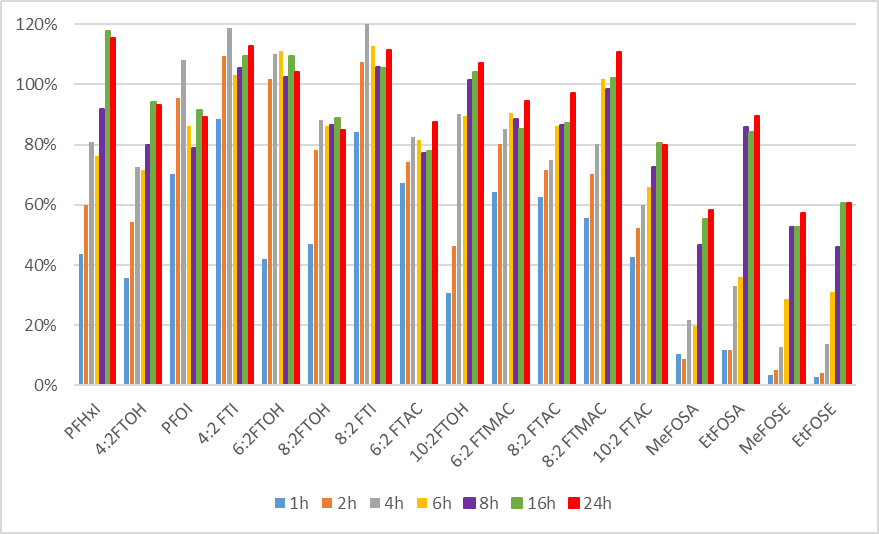 120%
100%
80%
60%
40%
20%
0%
PFHxI
4:2FTOH
PFOI
4:2 FTI
6:2FTOH
8:2FTOH
8:2 FTI
6:2 FTAC
10:2FTOH
6:2 FTMAC
8:2 FTAC
8:2 FTMAC
10:2 FTAC
MeFOSA
EtFOSA
MeFOSE
EtFOSE
1h 2h 4h 6h 8h 16h 24h